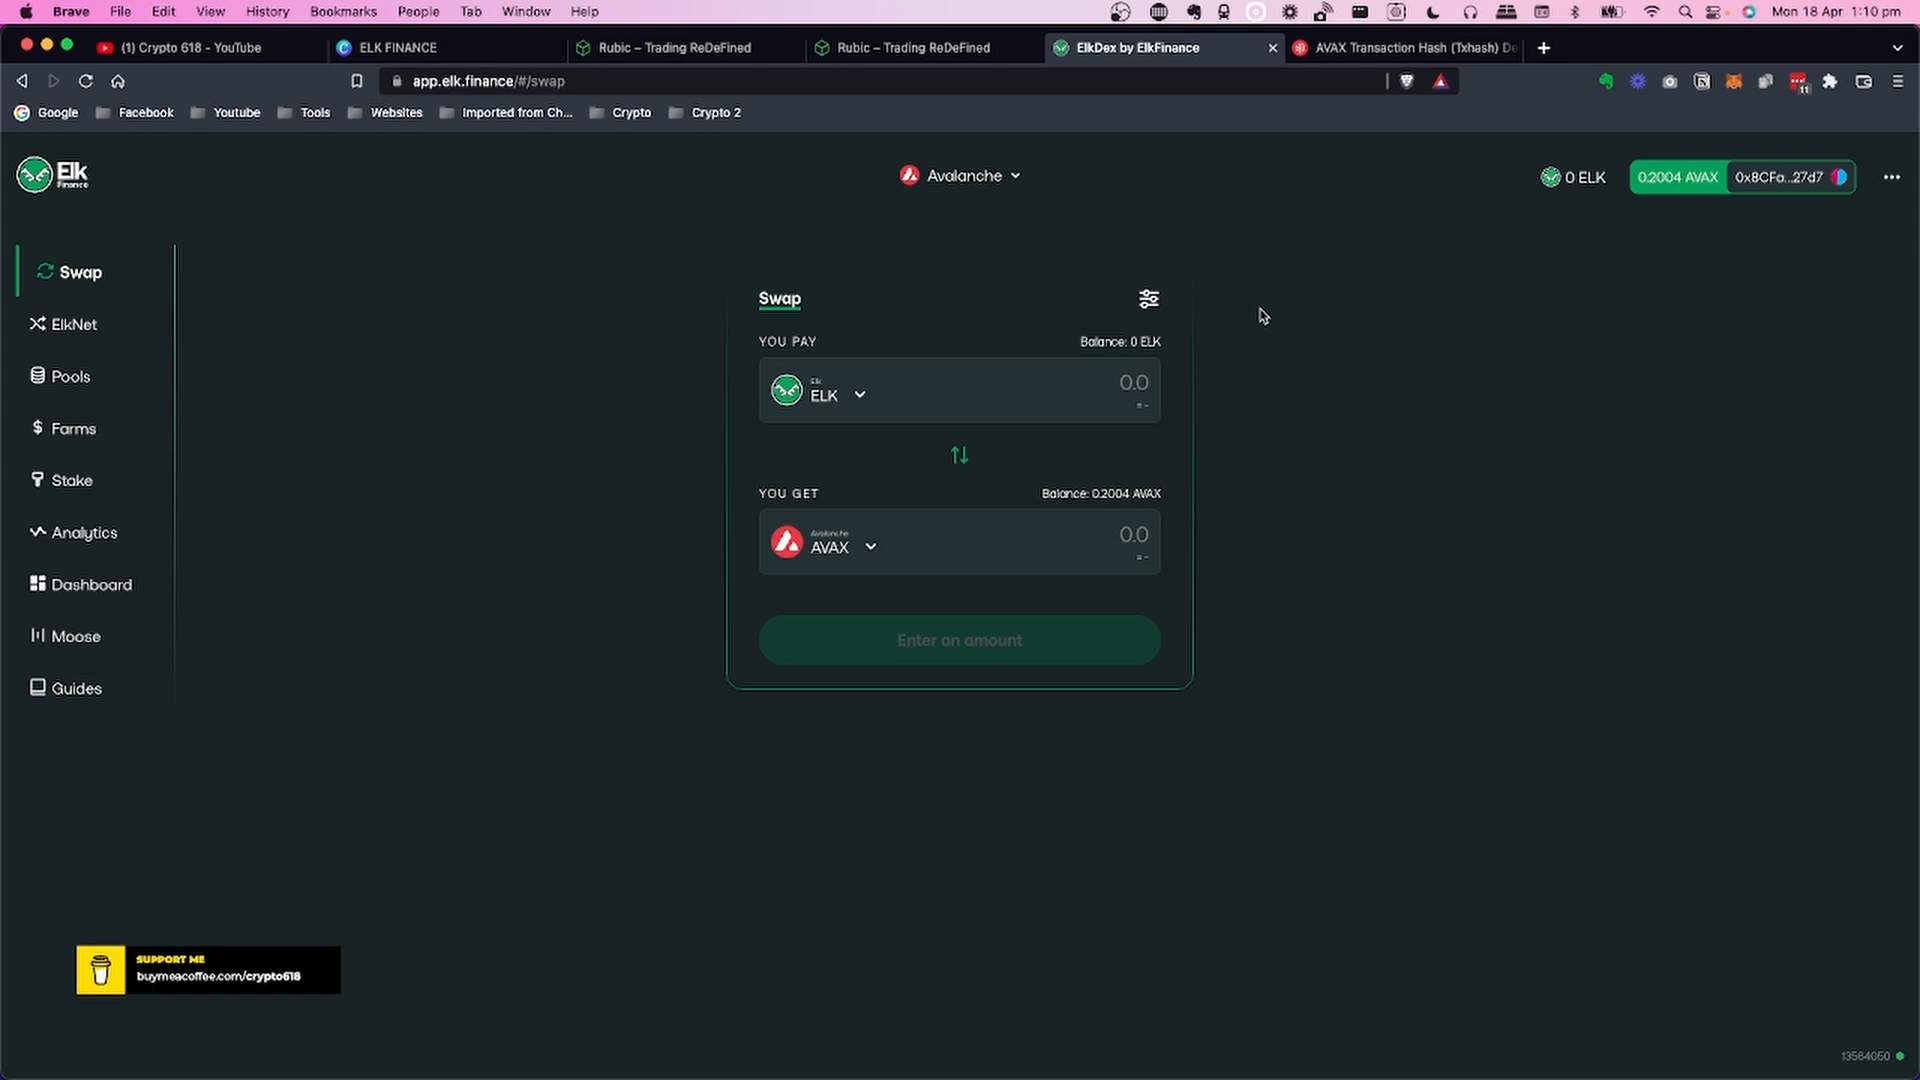 Brave File Edit View History Bookmarks People Tab Window Help
Mon 18 Apr 1:10 pm
(1) Crypto 618 - YouTube
ELK FINANCE
Rubic – Trading ReDeFined
Rubic – Trading ReDeFined
ElkDex by ElkFinance
AVAX Transaction Hash (Txhash) De
app.elk.finance/#/swap
11
Google Facebook Youtube Tools Websites Imported from Ch... Crypto Crypto 2
Elk
Finance
Avalanche
0 ELK
0.2004 AVAX
0x8CFa...27d7
Swap
ElkNet
Pools
Farms
Stake
Analytics
Dashboard
Moose
Guides
Swap
YOU PAY
Balance: 0 ELK
Elk
ELK
0.0
≈ -
YOU GET
Balance: 0.2004 AVAX
Avalanche
AVAX
0.0
≈ -
Enter an amount
SUPPORT ME
buymeacoffee.com/crypto618
13564050